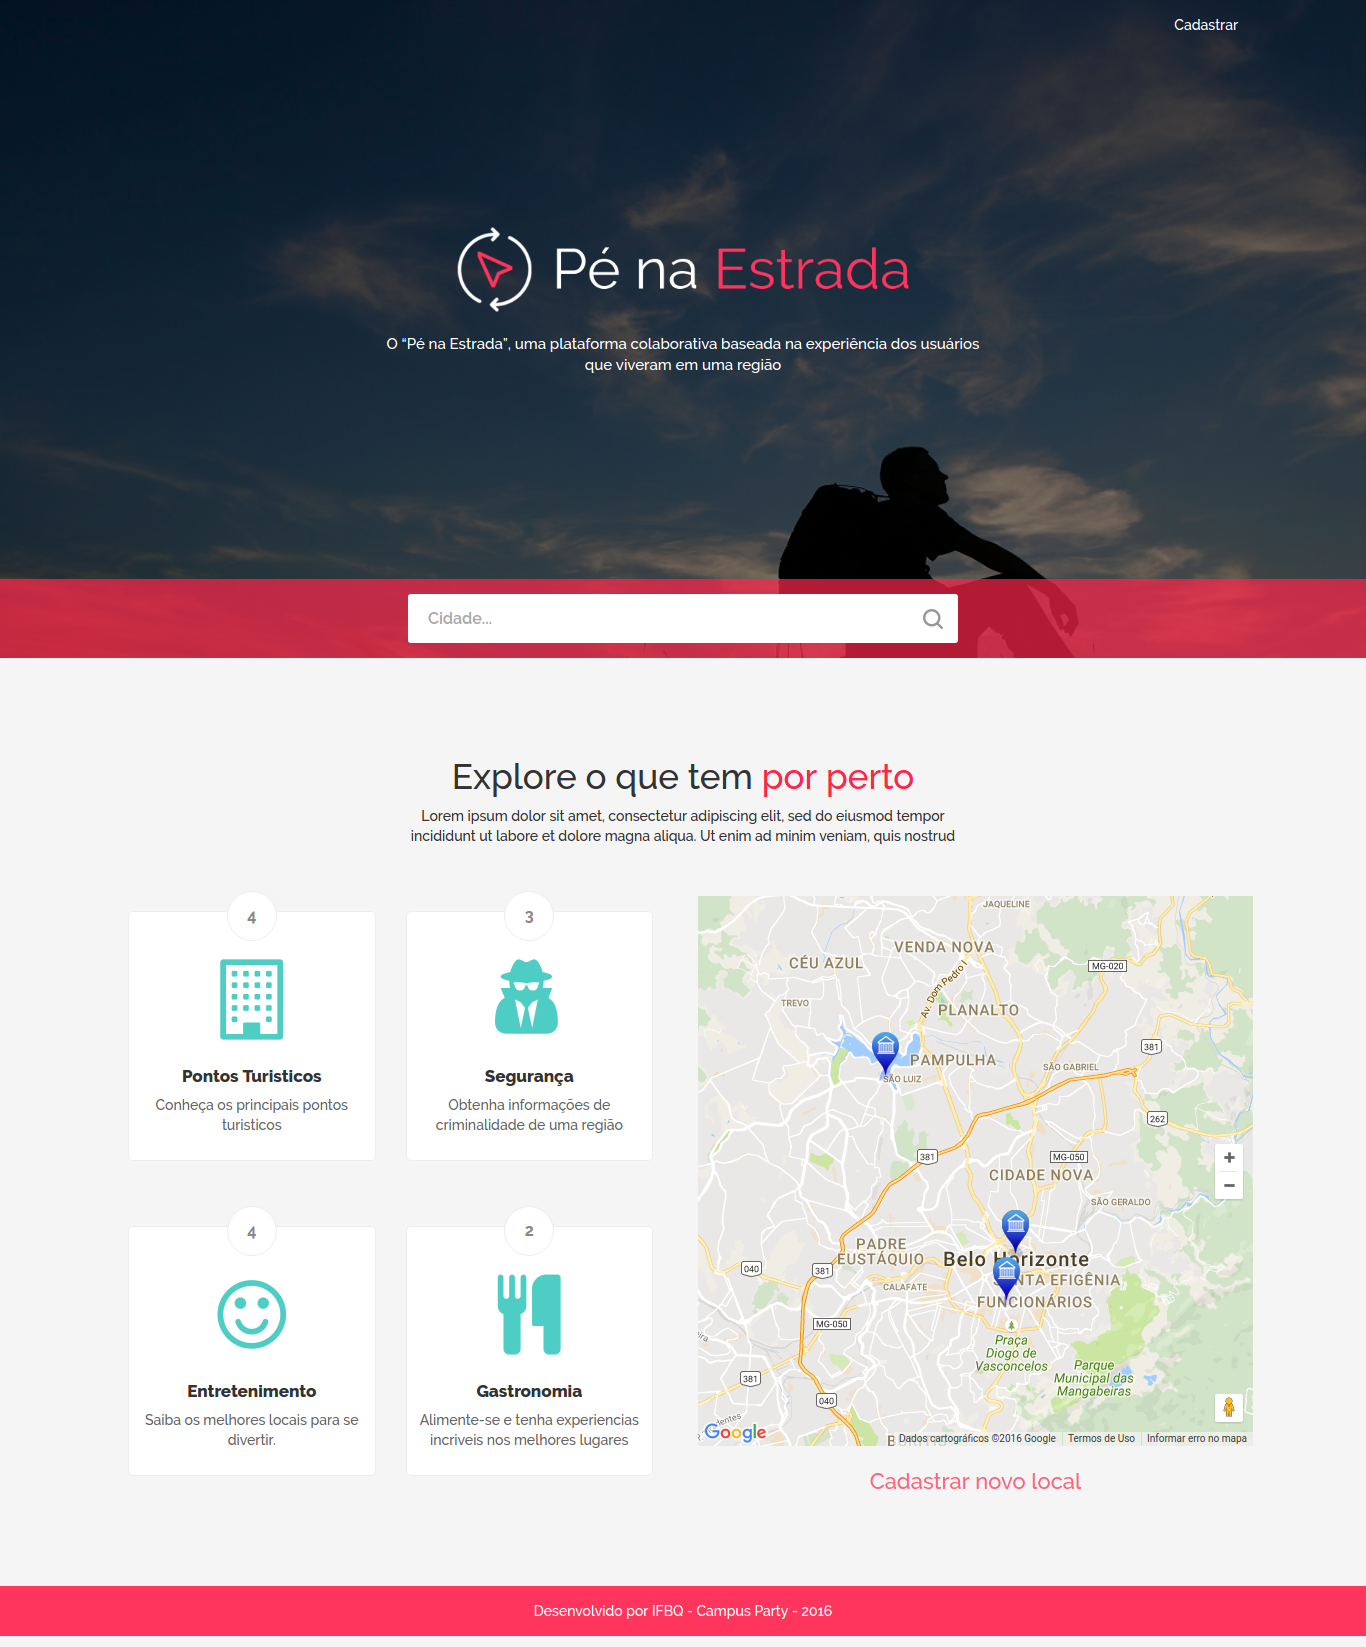 Cadastrar
Pé na Estrada
O “Pé na Estrada”, uma plataforma colaborativa baseada na experiência dos usuários
que viveram em uma região
Cidade...
Explore o que tem por perto
Lorem ipsum dolor sit amet, consectetur adipiscing elit, sed do eiusmod tempor
incididunt ut labore et dolore magna aliqua. Ut enim ad minim veniam, quis nostrud
4
Pontos Turisticos
Conheça os principais pontos
turisticos
3
Segurança
Obtenha informações de
criminalidade de uma região
4
Entretenimento
Saiba os melhores locais para se
divertir.
2
Gastronomia
Alimente-se e tenha experiencias
incriveis nos melhores lugares
JAQUELINE
VENDA NOVA
CÉU AZUL
MG-020
Av. Dom Pedro I
TREVO
PLANALTO
381
PAMPULHA
SÃO GABRIEL
SÃO LUIZ
262
381
MG-050
CIDADE NOVA
SÃO GERALDO
PADRE
EUSTÁQUIO
Belo Horizonte
040
381
SANTA EFIGÊNIA
CALAFATE
FUNCIONÁRIOS
MG-050
Praça
Diogo de
Vasconcelos
Parque
Municipal das
Mangabeiras
381
040
Google
Dados cartográficos ©2016 Google
Termos de Uso
Informar erro no mapa
Cadastrar novo local
Desenvolvido por IFBQ - Campus Party - 2016